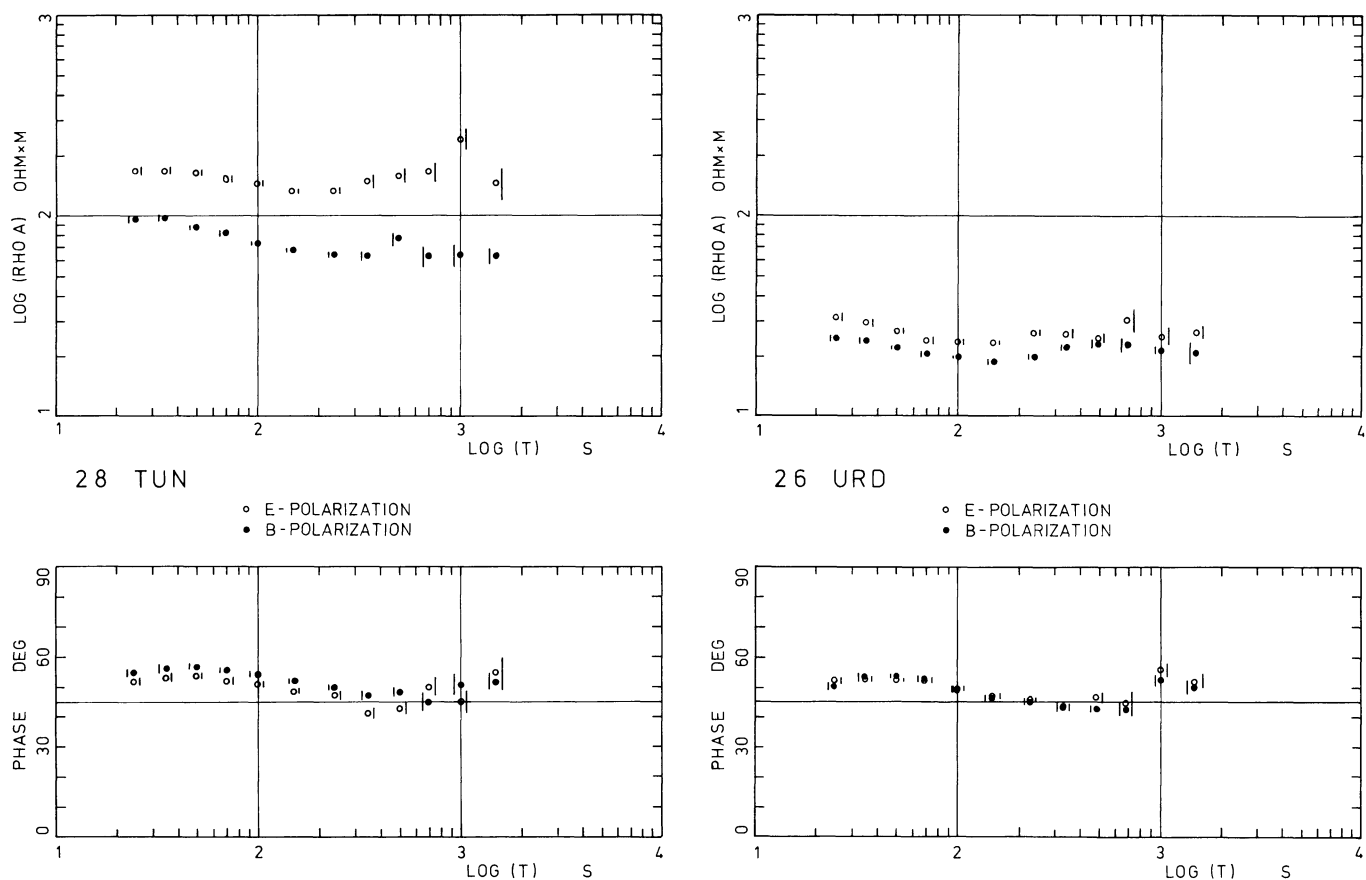 3
2
1
LOG (RHO A) OHM×M
1 2 3 4
LOG (T) S
28 TUN
○ E-POLARIZATION
● B-POLARIZATION
90
60
30
0
PHASE DEG
1 2 3 4
LOG (T) S
3
2
1
LOG (RHO A) OHM×M
1 2 3 4
LOG (T) S
26 URD
○ E-POLARIZATION
● B-POLARIZATION
90
60
30
0
PHASE DEG
1 2 3 4
LOG (T) S